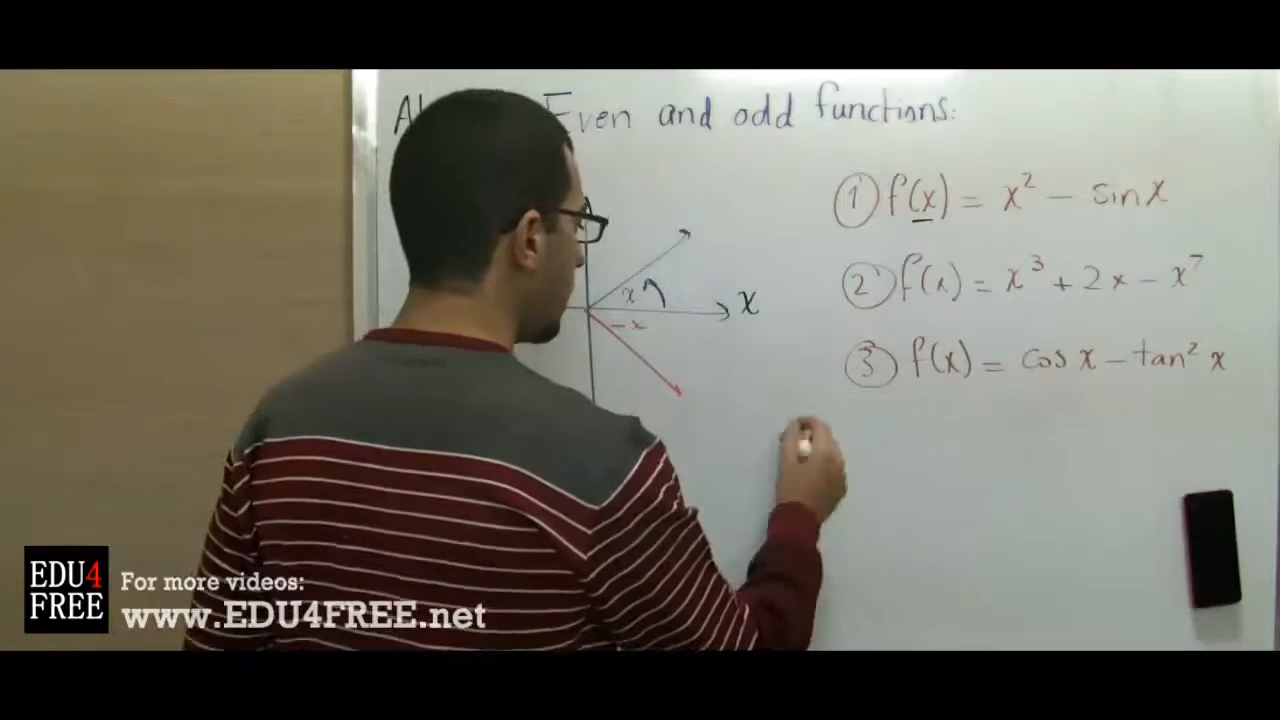 Even and odd functions:
① f(x) = x² - sin x
② f(x) = x³ + 2x - x⁷
③ f(x) = cos x - tan² x
x
x
-x
EDU4
FREE
For more videos:
www.EDU4FREE.net